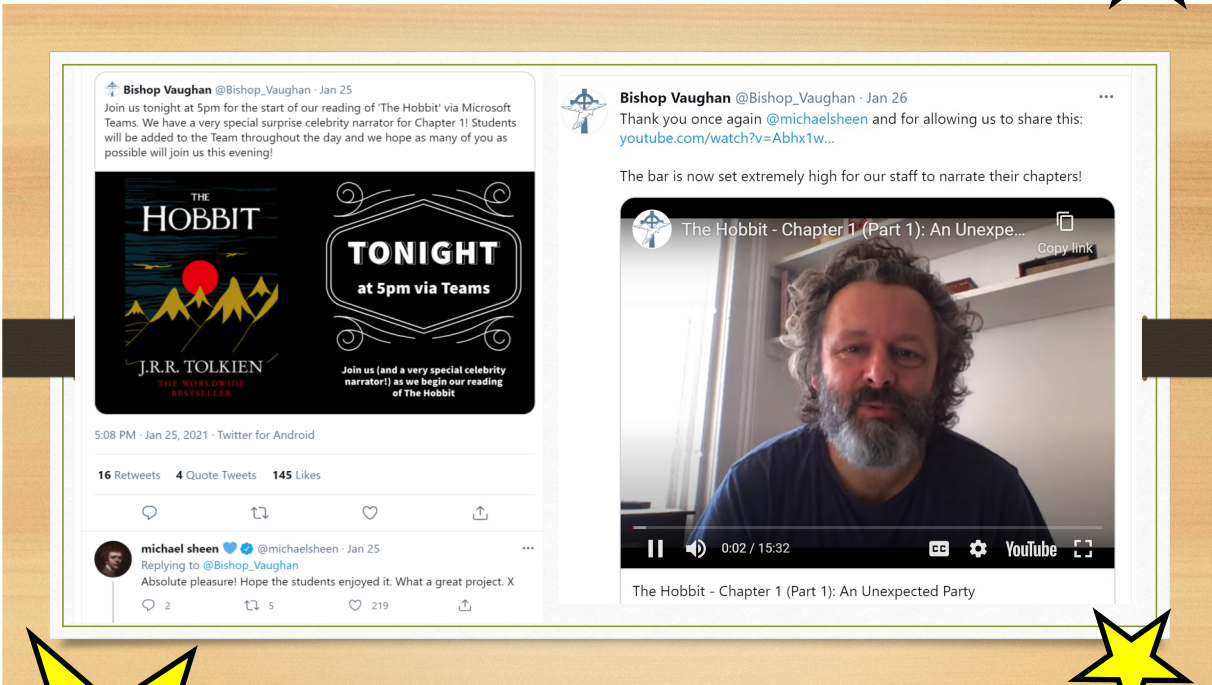 Bishop Vaughan @Bishop_Vaughan · Jan 25
Join us tonight at 5pm for the start of our reading of 'The Hobbit' via Microsoft
Teams. We have a very special surprise celebrity narrator for Chapter 1! Students
will be added to the Team throughout the day and we hope as many of you as
possible will join us this evening!
THE
HOBBIT
J.R.R. TOLKIEN
THE WORLDWIDE
BESTSELLER
TONIGHT
at 5pm via Teams
Join us (and a very special celebrity
narrator!) as we begin our reading
of The Hobbit
5:08 PM · Jan 25, 2021 · Twitter for Android
16 Retweets 4 Quote Tweets 145 Likes
michael sheen 💙 @michaelsheen · Jan 25
Replying to @Bishop_Vaughan
Absolute pleasure! Hope the students enjoyed it. What a great project. X
2 5 219
Bishop Vaughan @Bishop_Vaughan · Jan 26
Thank you once again @michaelsheen and for allowing us to share this:
youtube.com/watch?v=Abhx1w...
The bar is now set extremely high for our staff to narrate their chapters!
The Hobbit - Chapter 1 (Part 1): An Unexpe...
Copy link
0:02 / 15:32
CC
YouTube
The Hobbit - Chapter 1 (Part 1): An Unexpected Party